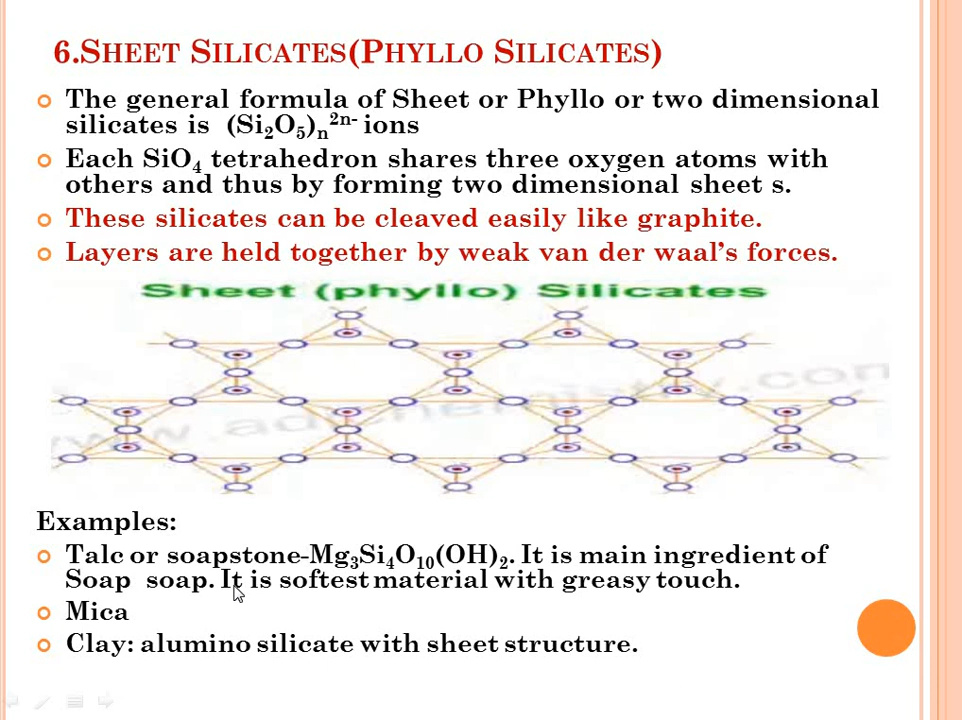 6.Sheet Silicates(Phyllo Silicates)
The general formula of Sheet or Phyllo or two dimensional
silicates is (Si₂O₅)ₙ²ⁿ⁻ ions
Each SiO₄ tetrahedron shares three oxygen atoms with
others and thus by forming two dimensional sheet s.
These silicates can be cleaved easily like graphite.
Layers are held together by weak van der waal's forces.
Sheet (phyllo) Silicates
Examples:
Talc or soapstone-Mg₃Si₄O₁₀(OH)₂. It is main ingredient of
Soap soap. It is softest material with greasy touch.
Mica
Clay: alumino silicate with sheet structure.